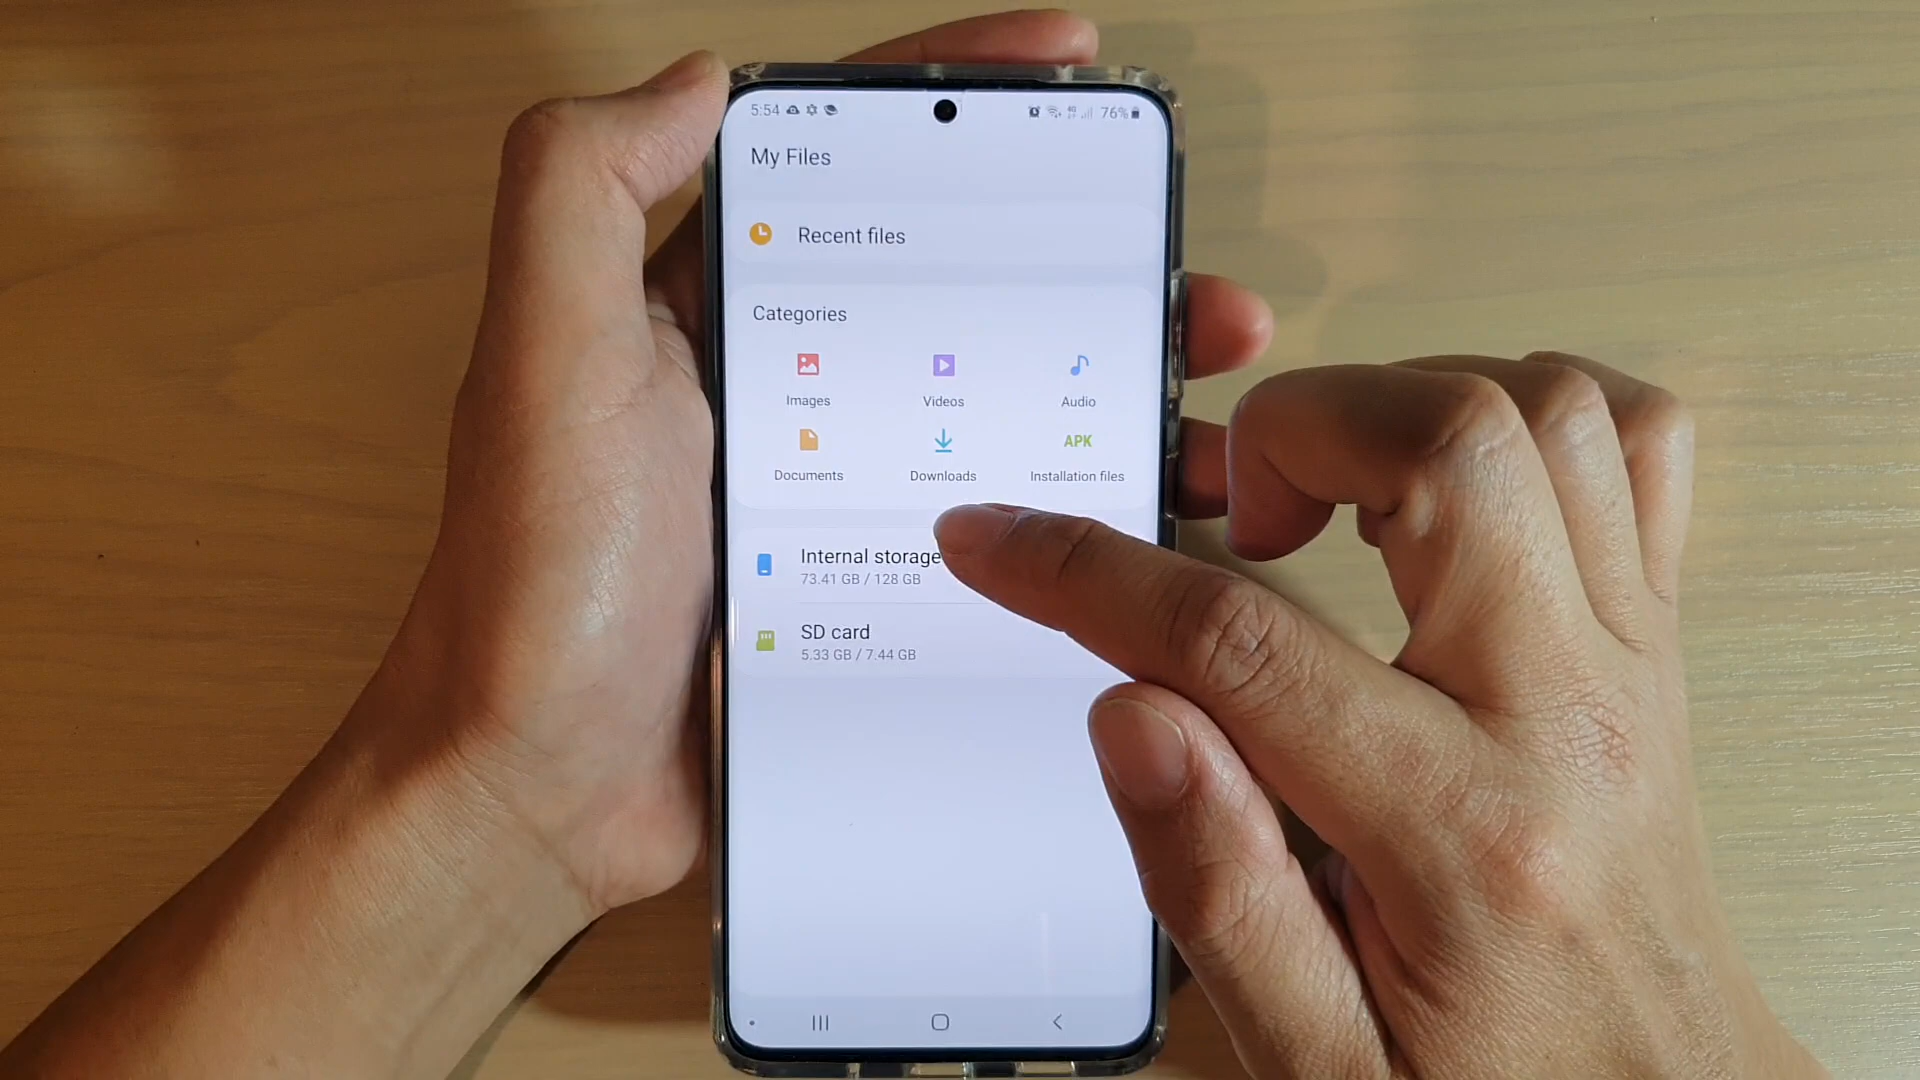 5:54
76%
My Files
Recent files
Categories
Images
Videos
Audio
APK
Documents
Downloads
Installation files
Internal storage
73.41 GB / 128 GB
SD card
5.33 GB / 7.44 GB